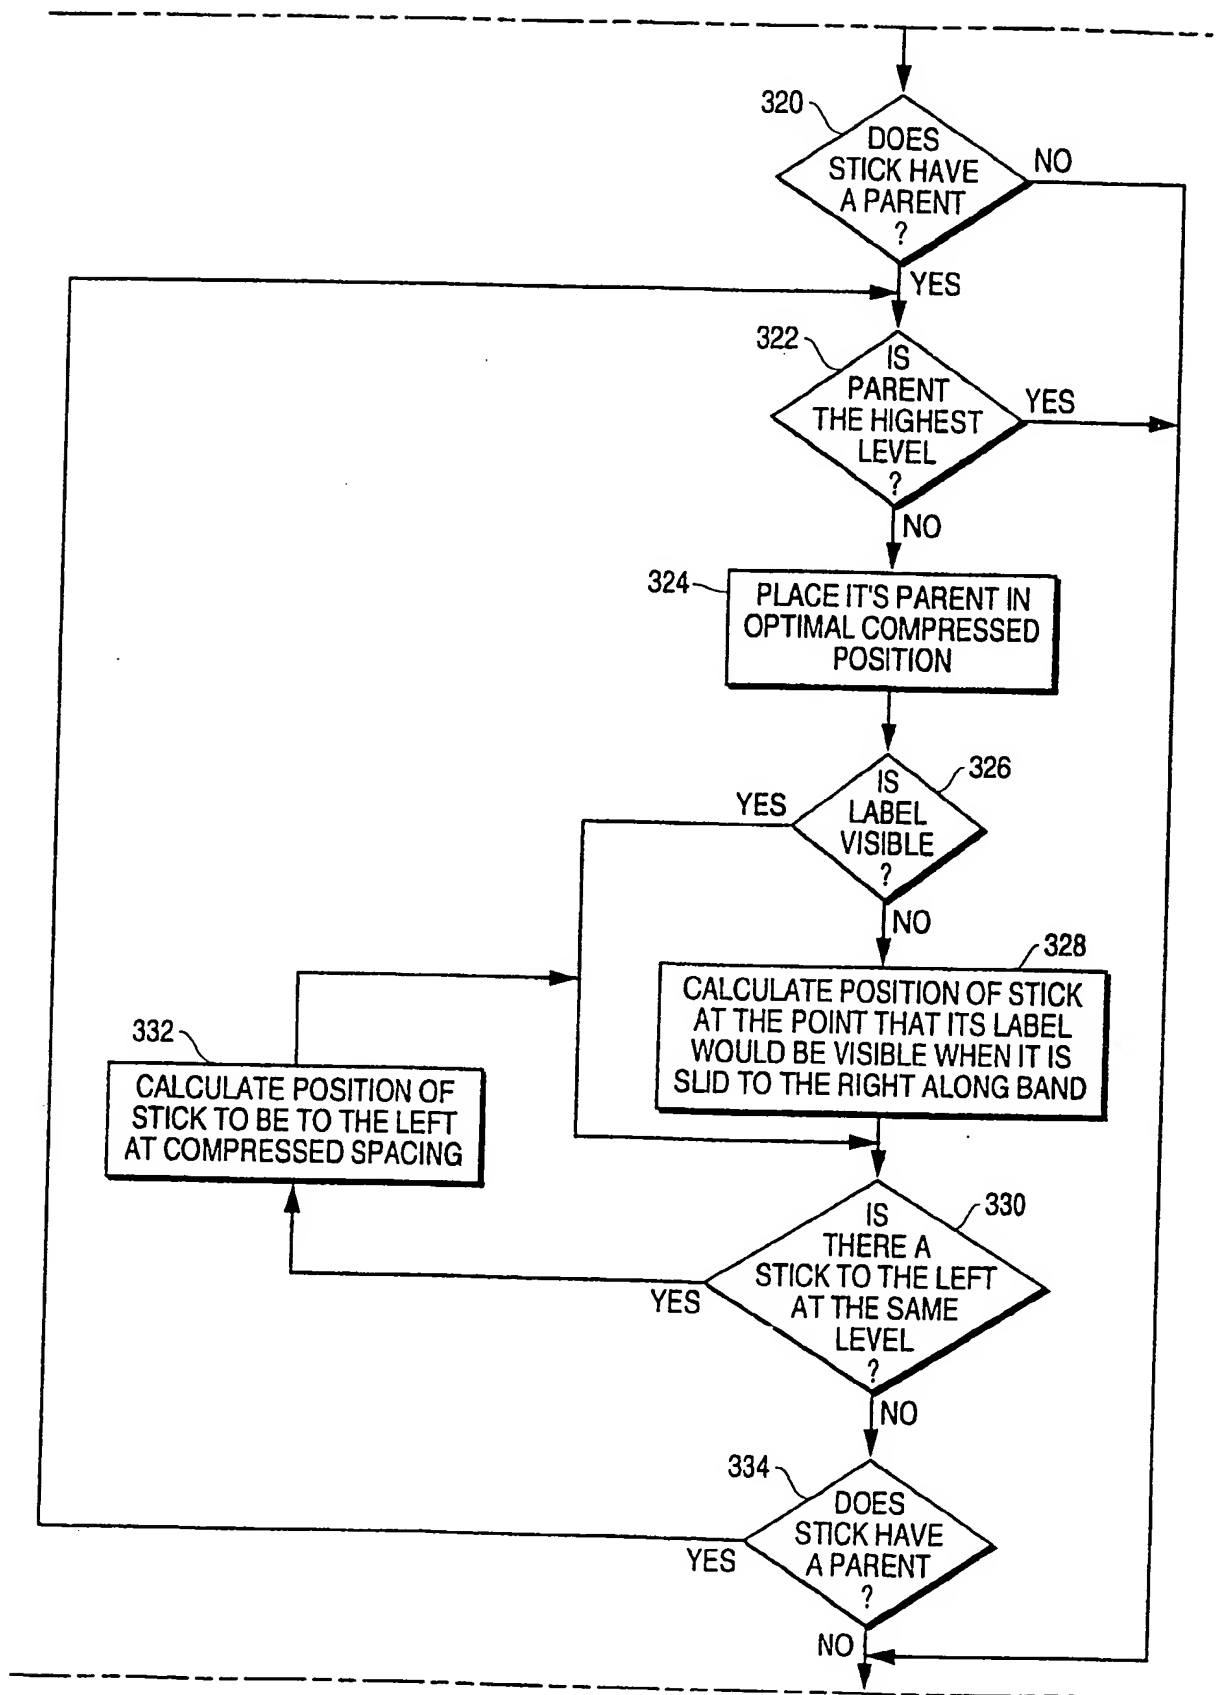 320
DOES
STICK HAVE
A PARENT
?
NO
YES
322
IS
PARENT
THE HIGHEST
LEVEL
?
YES
NO
324
PLACE IT'S PARENT IN
OPTIMAL COMPRESSED
POSITION
326
IS
LABEL
VISIBLE
?
YES
NO
328
CALCULATE POSITION OF STICK
AT THE POINT THAT ITS LABEL
WOULD BE VISIBLE WHEN IT IS
SLID TO THE RIGHT ALONG BAND
332
CALCULATE POSITION OF
STICK TO BE TO THE LEFT
AT COMPRESSED SPACING
330
IS
THERE A
STICK TO THE LEFT
AT THE SAME
LEVEL
?
YES
NO
334
DOES
STICK HAVE
A PARENT
?
YES
NO